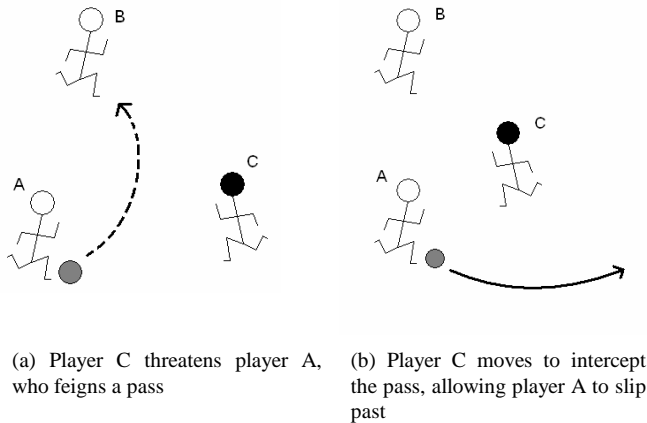 B
A
C
B
C
A
(a) Player C threatens player A,
who feigns a pass
(b) Player C moves to intercept
the pass, allowing player A to slip
past